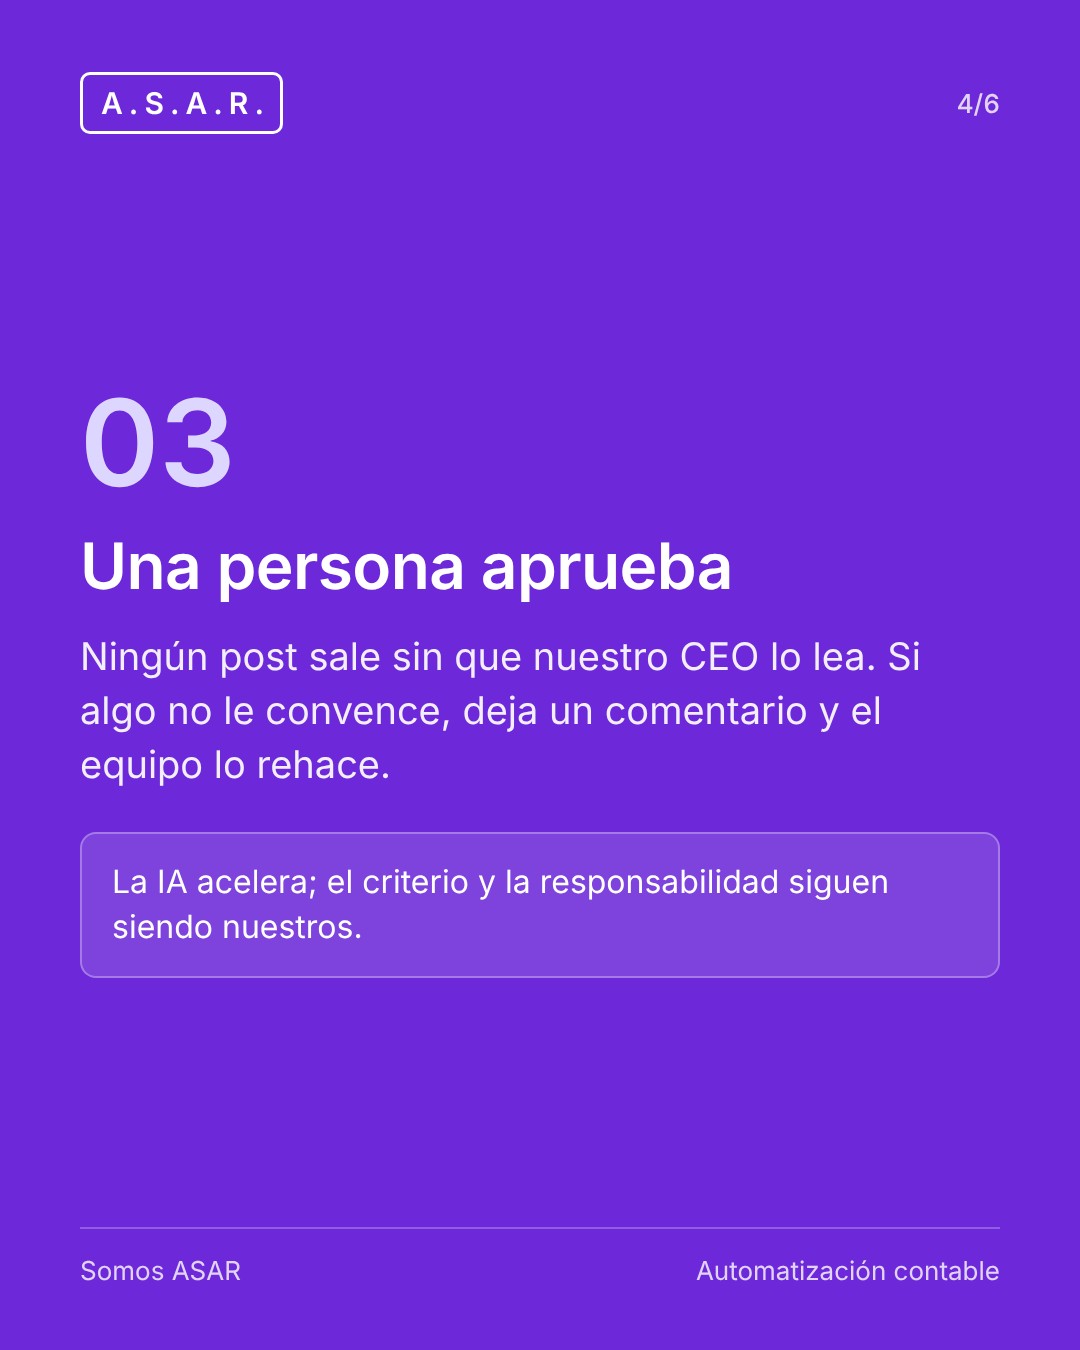 A.S.A.R.
4/6
03
Una persona aprueba
Ningún post sale sin que nuestro CEO lo lea. Si
algo no le convence, deja un comentario y el
equipo lo rehace.
La IA acelera; el criterio y la responsabilidad siguen
siendo nuestros.
Somos ASAR
Automatización contable